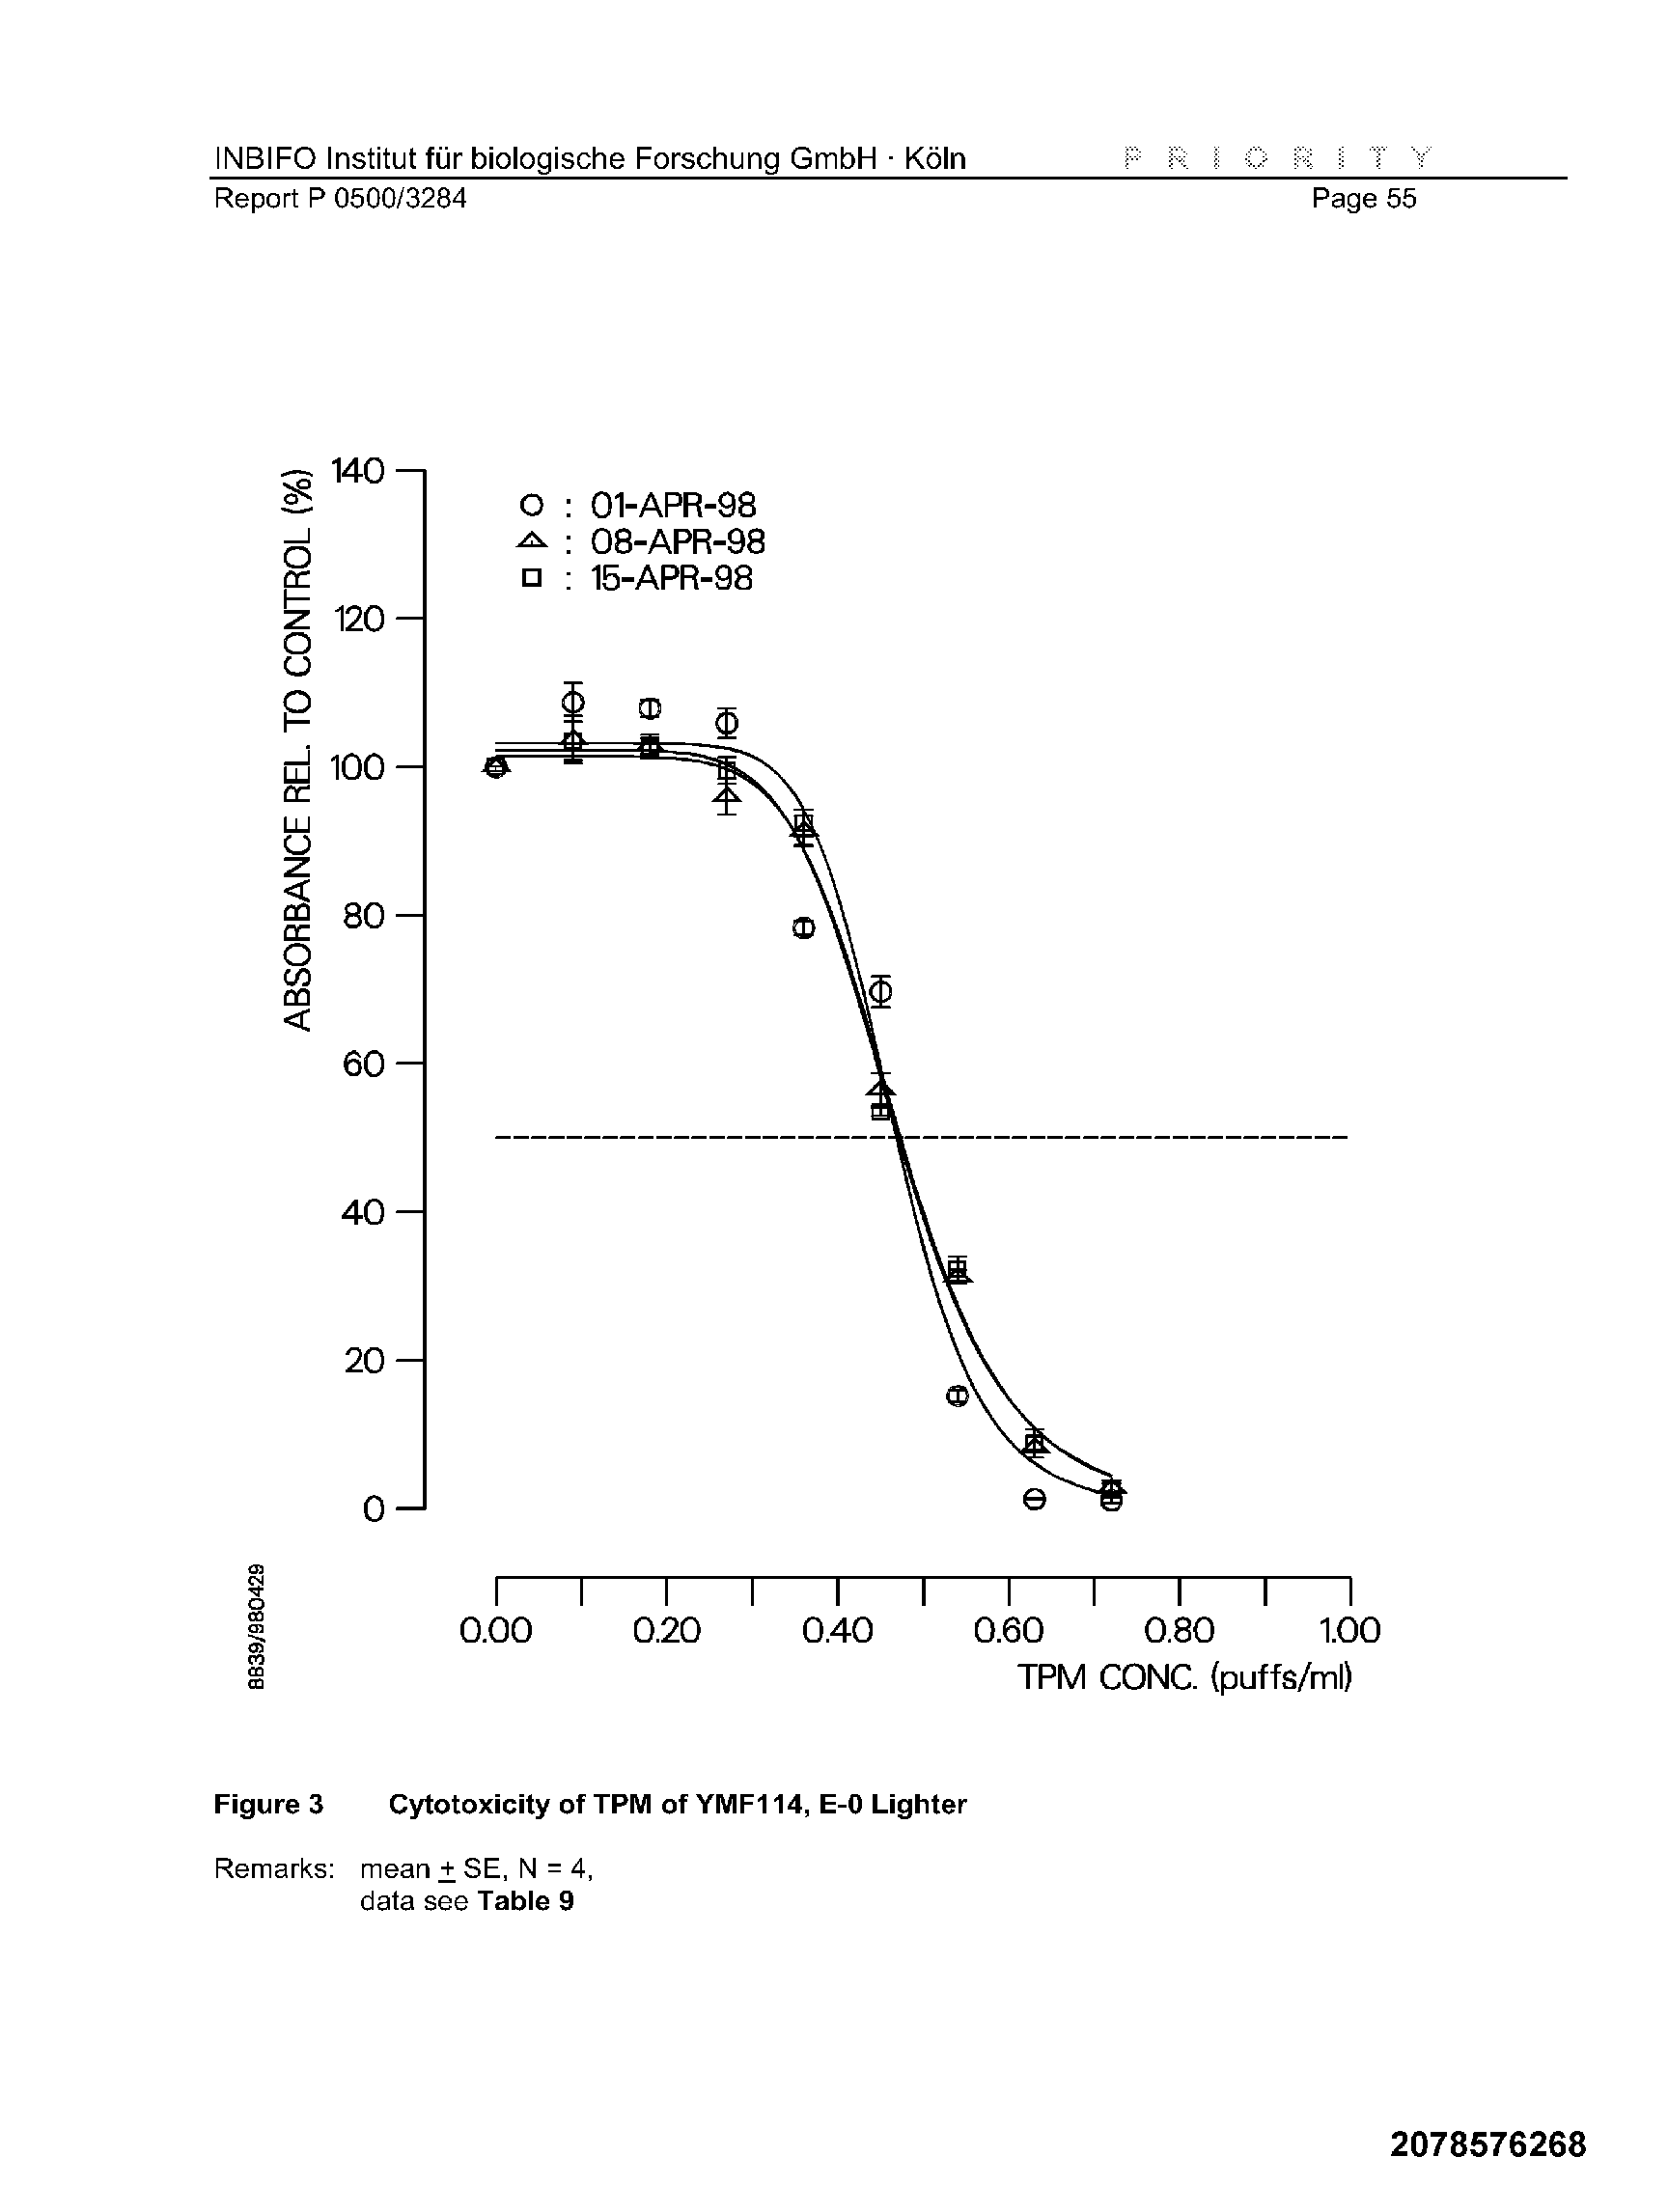 INBIFO Institut für biologische Forschung GmbH · Köln
P R I O R I T Y
Report P 0500/3284
Page 55
ABSORBANCE REL. TO CONTROL (%)
140
120
100
80
60
40
20
0
○ : 01-APR-98
△ : 08-APR-98
□ : 15-APR-98
0.00 0.20 0.40 0.60 0.80 1.00
TPM CONC. (puffs/ml)
8839/980429
Figure 3 Cytotoxicity of TPM of YMF114, E-0 Lighter
Remarks: mean ± SE, N = 4,
data see Table 9
2078576268